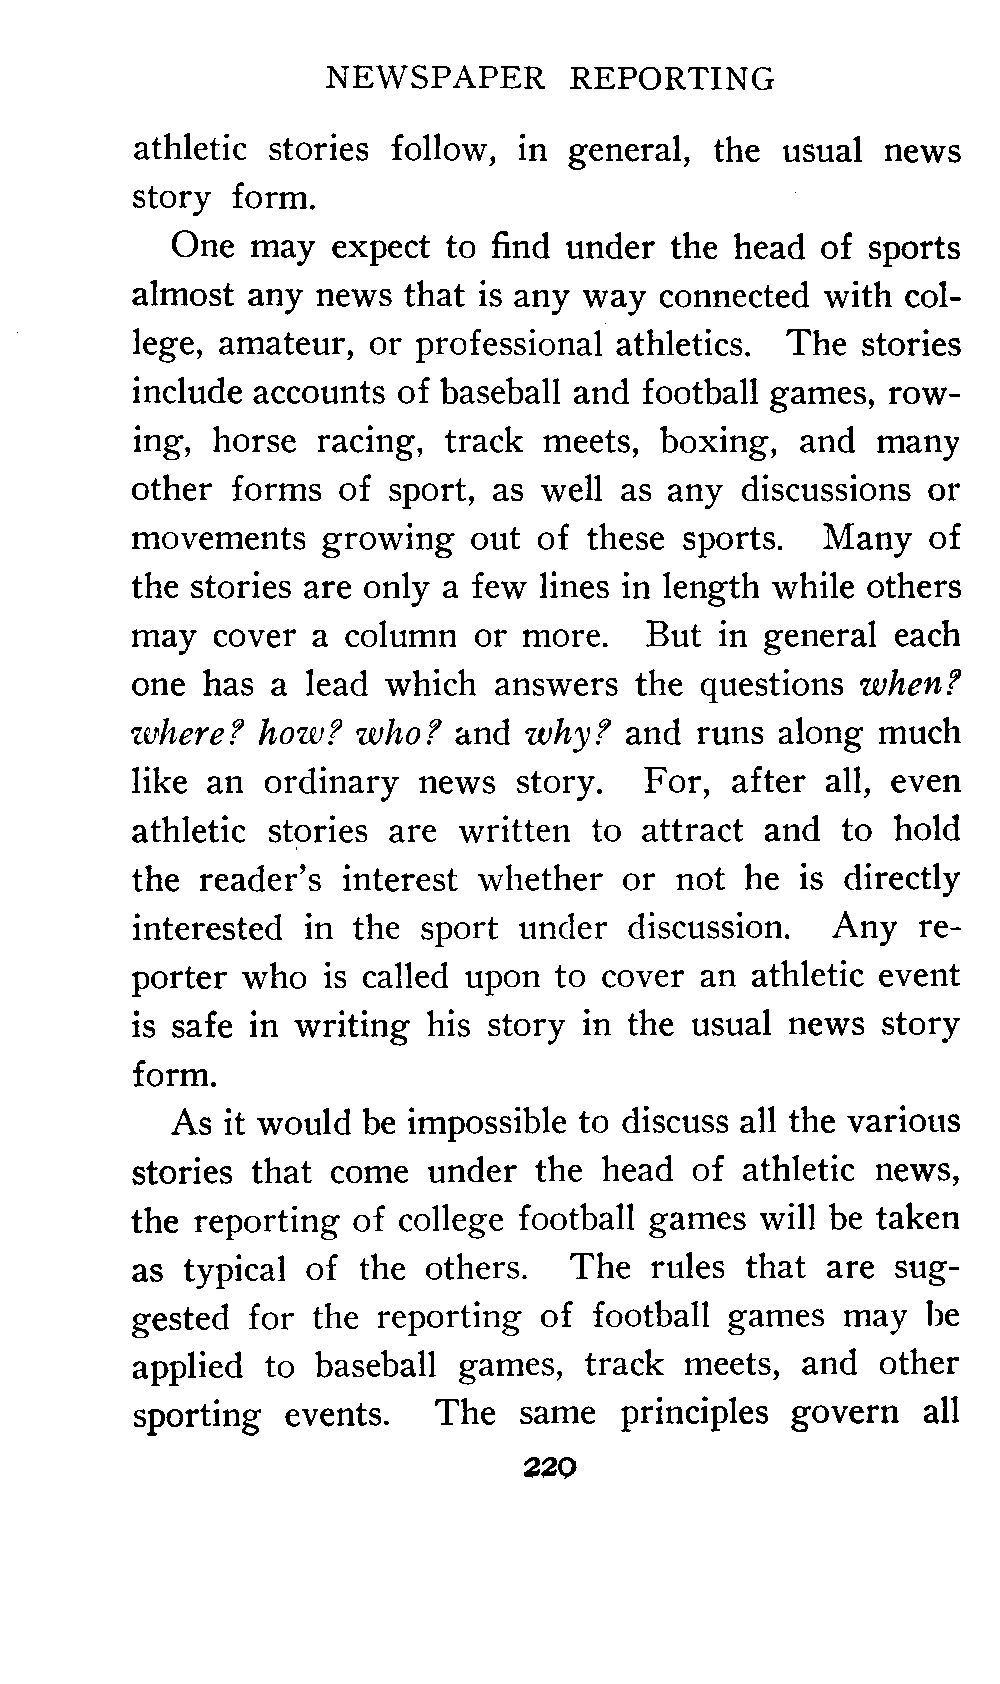 NEWSPAPER REPORTING
athletic stories follow, in general, the usual news
story form.
One may expect to find under the head of sports
almost any news that is any way connected with col-
lege, amateur, or professional athletics. The stories
include accounts of baseball and football games, row-
ing, horse racing, track meets, boxing, and many
other forms of sport, as well as any discussions or
movements growing out of these sports. Many of
the stories are only a few lines in length while others
may cover a column or more. But in general each
one has a lead which answers the questions when?
where? how? who? and why? and runs along much
like an ordinary news story. For, after all, even
athletic stories are written to attract and to hold
the reader's interest whether or not he is directly
interested in the sport under discussion. Any re-
porter who is called upon to cover an athletic event
is safe in writing his story in the usual news story
form.
As it would be impossible to discuss all the various
stories that come under the head of athletic news,
the reporting of college football games will be taken
as typical of the others. The rules that are sug-
gested for the reporting of football games may be
applied to baseball games, track meets, and other
sporting events. The same principles govern all
220